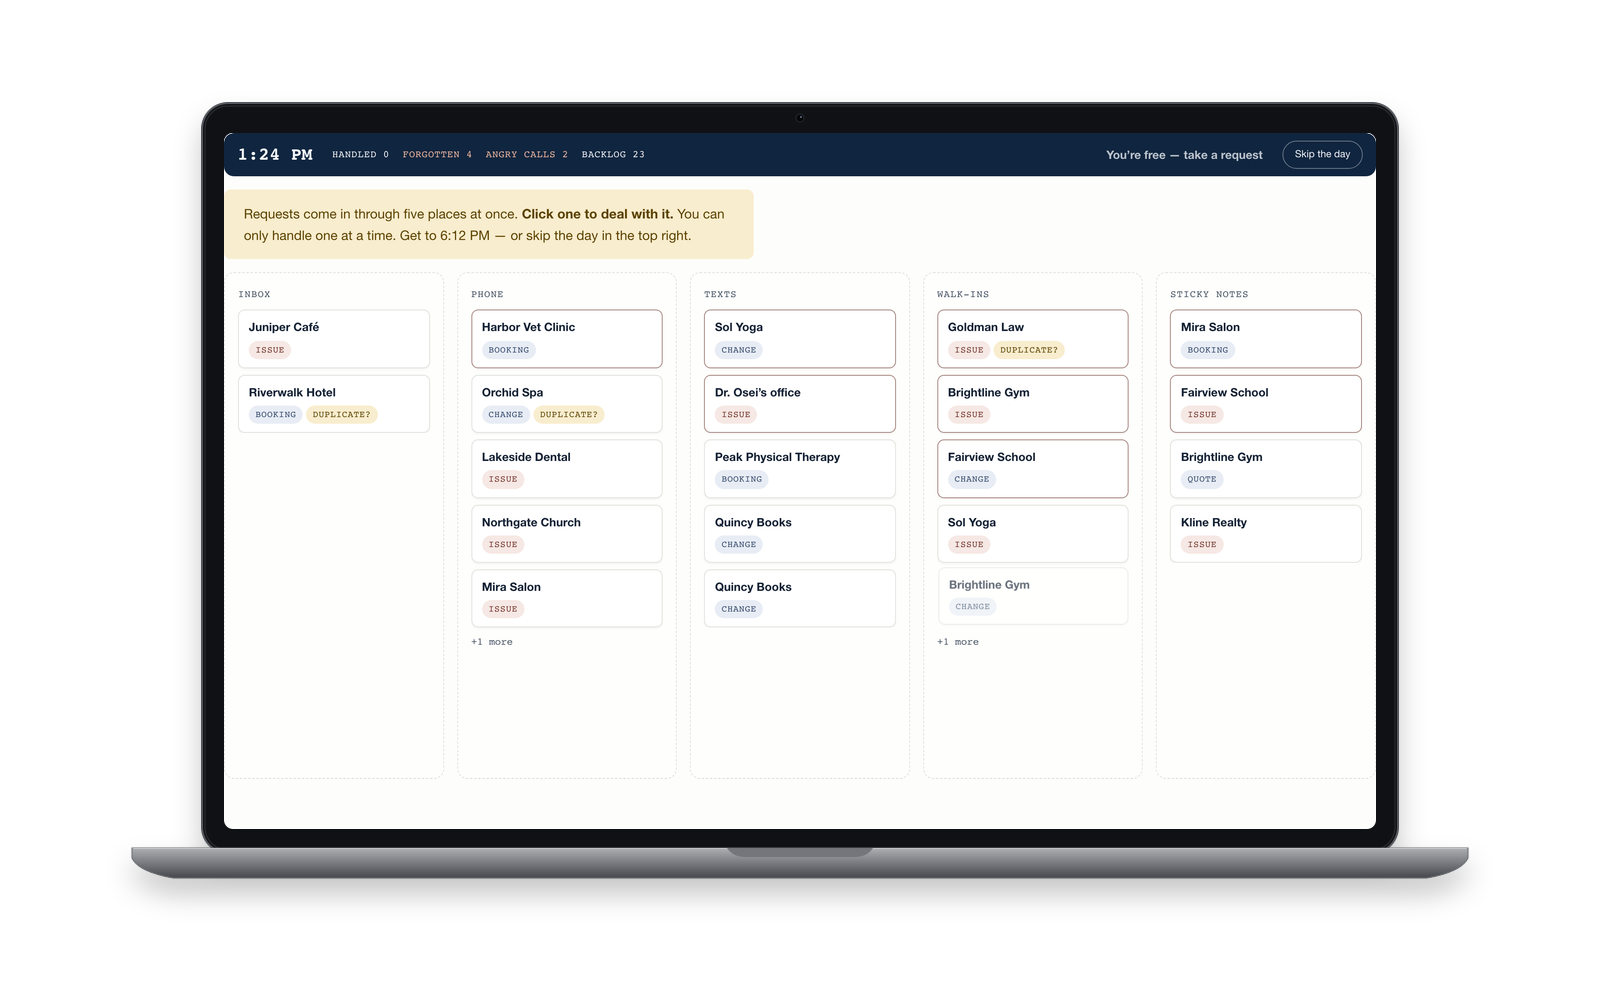 1:24 PM HANDLED 0 FORGOTTEN 4 ANGRY CALLS 2 BACKLOG 23 You're free — take a request Skip the day
Requests come in through five places at once. Click one to deal with it. You can
only handle one at a time. Get to 6:12 PM — or skip the day in the top right.
INBOX
Juniper Café
ISSUE
Riverwalk Hotel
BOOKING DUPLICATE?
PHONE
Harbor Vet Clinic
BOOKING
Orchid Spa
CHANGE DUPLICATE?
Lakeside Dental
ISSUE
Northgate Church
ISSUE
Mira Salon
ISSUE
+1 more
TEXTS
Sol Yoga
CHANGE
Dr. Osei's office
ISSUE
Peak Physical Therapy
BOOKING
Quincy Books
CHANGE
Quincy Books
CHANGE
WALK-INS
Goldman Law
ISSUE DUPLICATE?
Brightline Gym
ISSUE
Fairview School
CHANGE
Sol Yoga
ISSUE
Brightline Gym
CHANGE
+1 more
STICKY NOTES
Mira Salon
BOOKING
Fairview School
ISSUE
Brightline Gym
QUOTE
Kline Realty
ISSUE